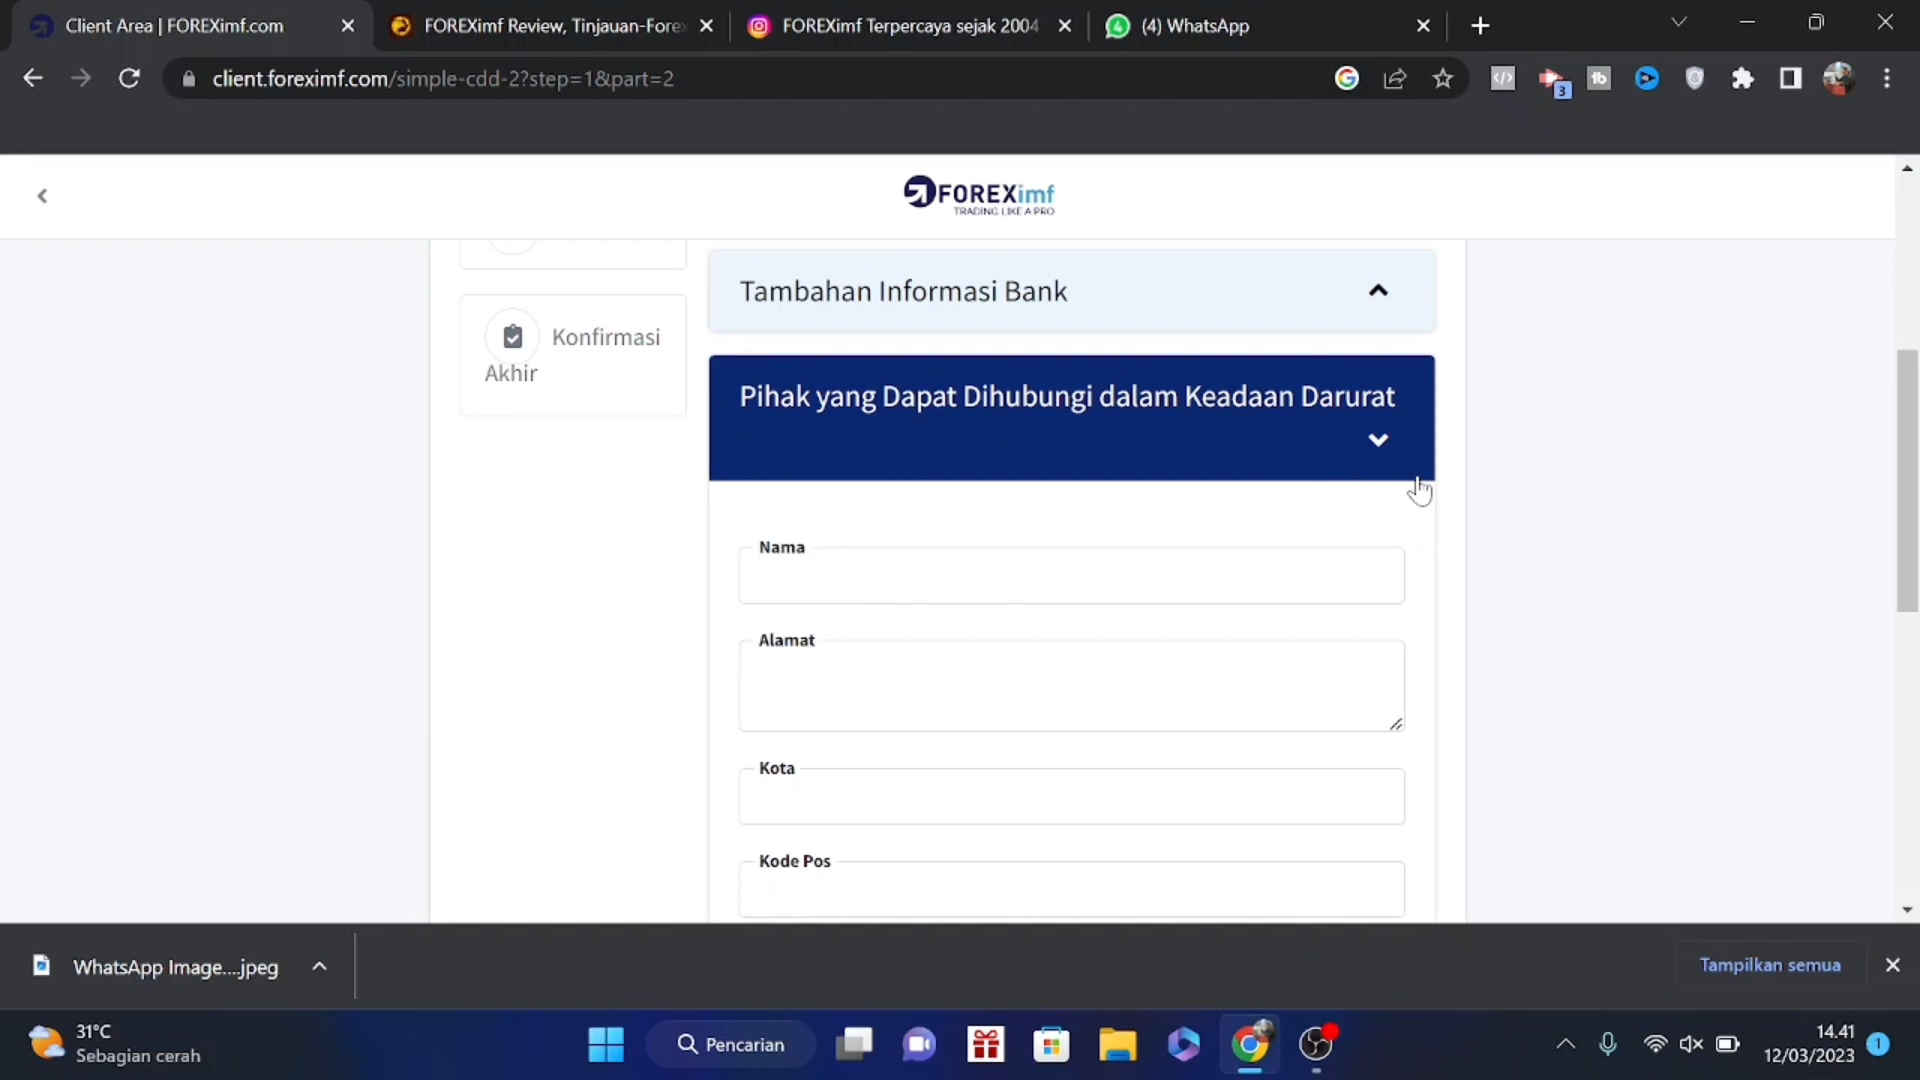 Client Area | FOREXimf.com
FOREXimf Review, Tinjauan-Fore
FOREXimf Terpercaya sejak 2004
(4) WhatsApp
client.foreximf.com/simple-cdd-2?step=1&part=2
3
FOREXimf
TRADING LIKE A PRO
Tambahan Informasi Bank
Konfirmasi
Akhir
Pihak yang Dapat Dihubungi dalam Keadaan Darurat
Nama
Alamat
Kota
Kode Pos
WhatsApp Image....jpeg
Tampilkan semua
31°C
Sebagian cerah
Pencarian
14.41
12/03/2023
1